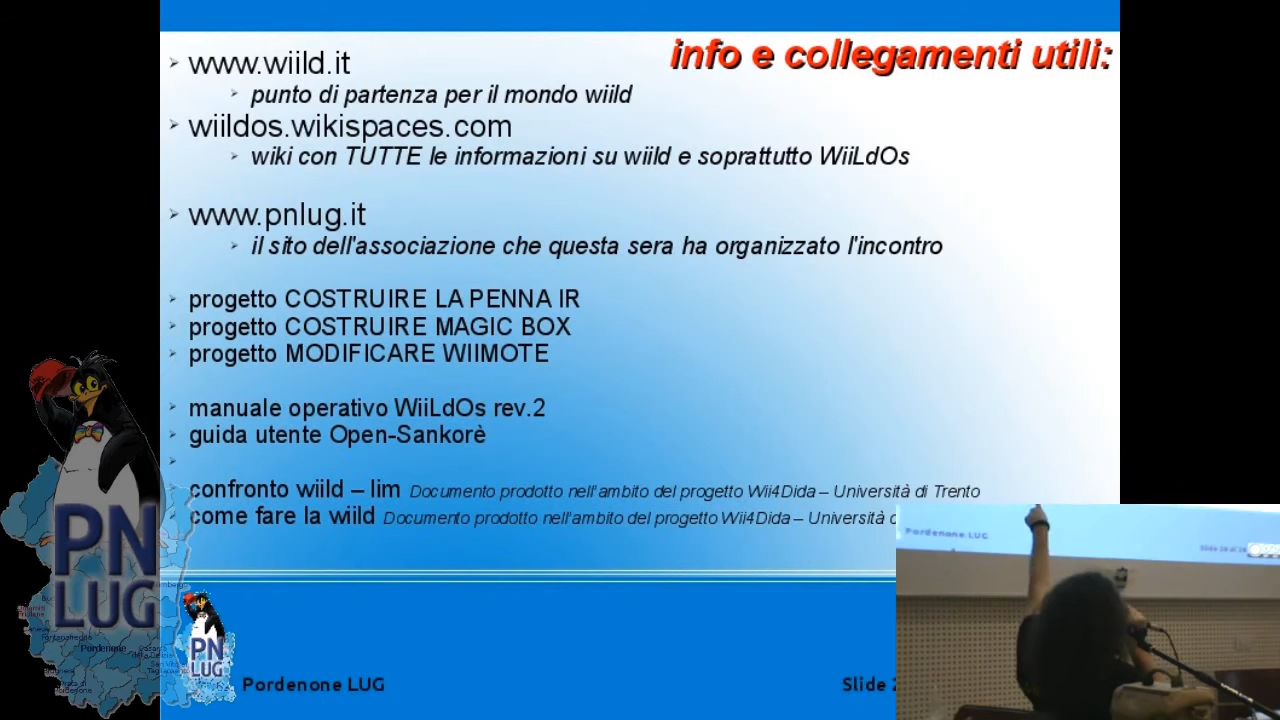 info e collegamenti utili:
www.wiild.it
punto di partenza per il mondo wiild
wiildos.wikispaces.com
wiki con TUTTE le informazioni su wiild e soprattutto WiiLdOs
www.pnlug.it
il sito dell'associazione che questa sera ha organizzato l'incontro
progetto COSTRUIRE LA PENNA IR
progetto COSTRUIRE MAGIC BOX
progetto MODIFICARE WIIMOTE
manuale operativo WiiLdOs rev.2
guida utente Open-Sankorè
confronto wiild – lim Documento prodotto nell'ambito del progetto Wii4Dida – Università di Trento
come fare la wiild Documento prodotto nell'ambito del progetto Wii4Dida – Università
PN
LUG
Pordenone
PN
LUG
Pordenone LUG
Slide
Pordenone LUG